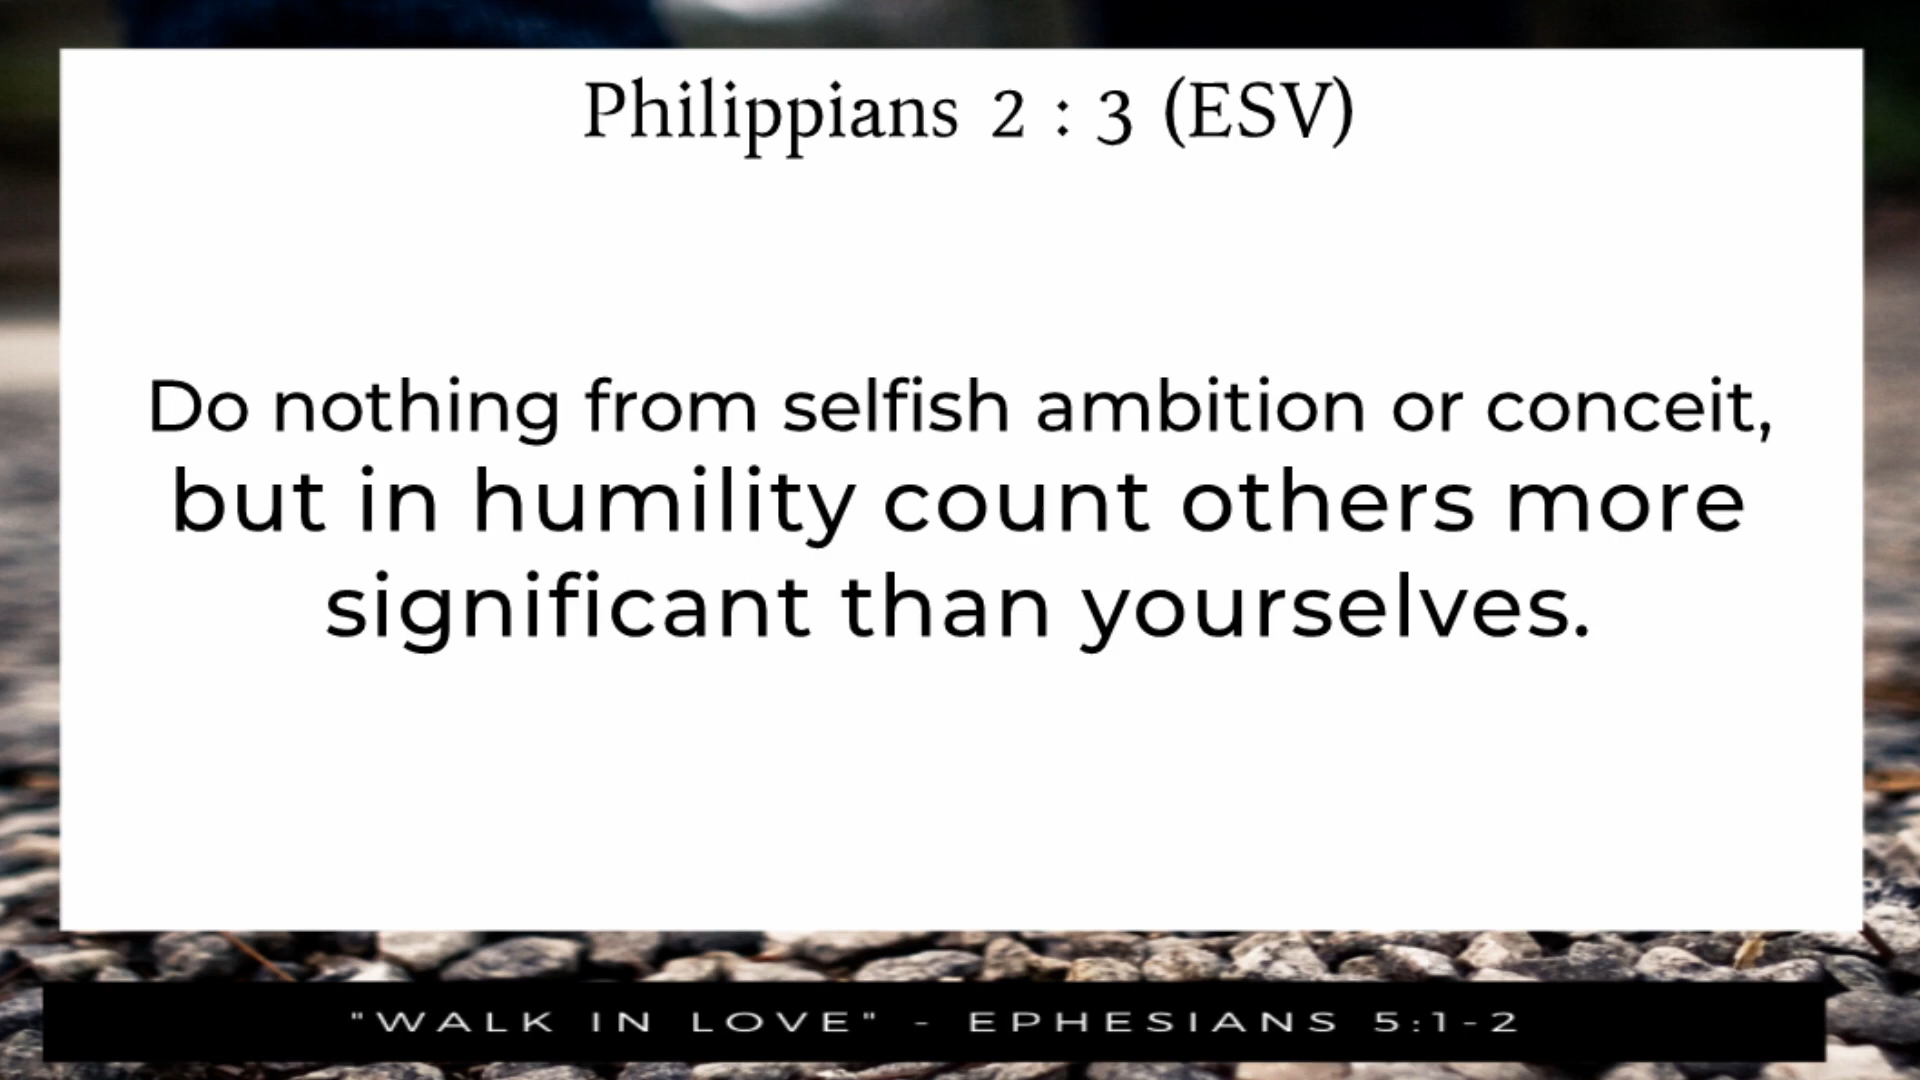 Philippians 2 : 3 (ESV)
Do nothing from selfish ambition or conceit,
but in humility count others more
significant than yourselves.
"WALK IN LOVE" - EPHESIANS 5:1-2